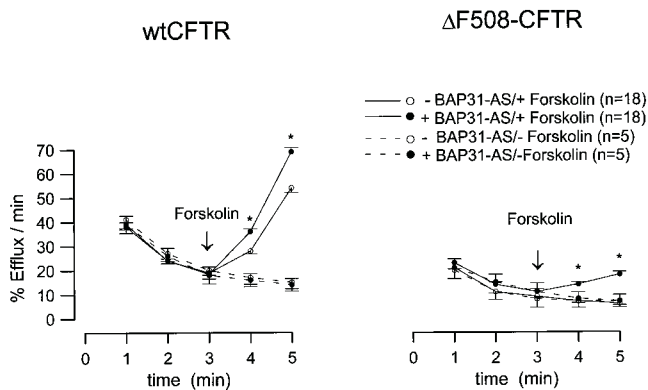 wtCFTR
ΔF508-CFTR
- BAP31-AS/+ Forskolin (n=18)
+ BAP31-AS/+ Forskolin (n=18)
- BAP31-AS/- Forskolin (n=5)
+ BAP31-AS/-Forskolin (n=5)
% Efflux / min
70
60
50
40
30
20
10
0
Forskolin
*
*
0 1 2 3 4 5
time (min)
Forskolin
*
*
0 1 2 3 4 5
time (min)